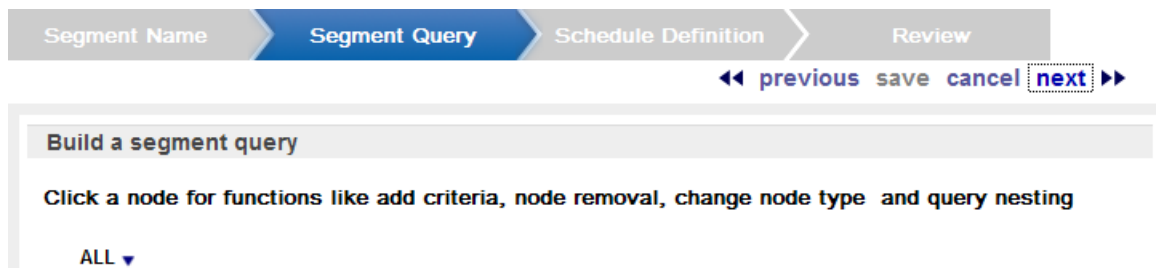 Segment Name Segment Query Schedule Definition Review
previous save cancel next
Build a segment query
Click a node for functions like add criteria, node removal, change node type and query nesting
ALL